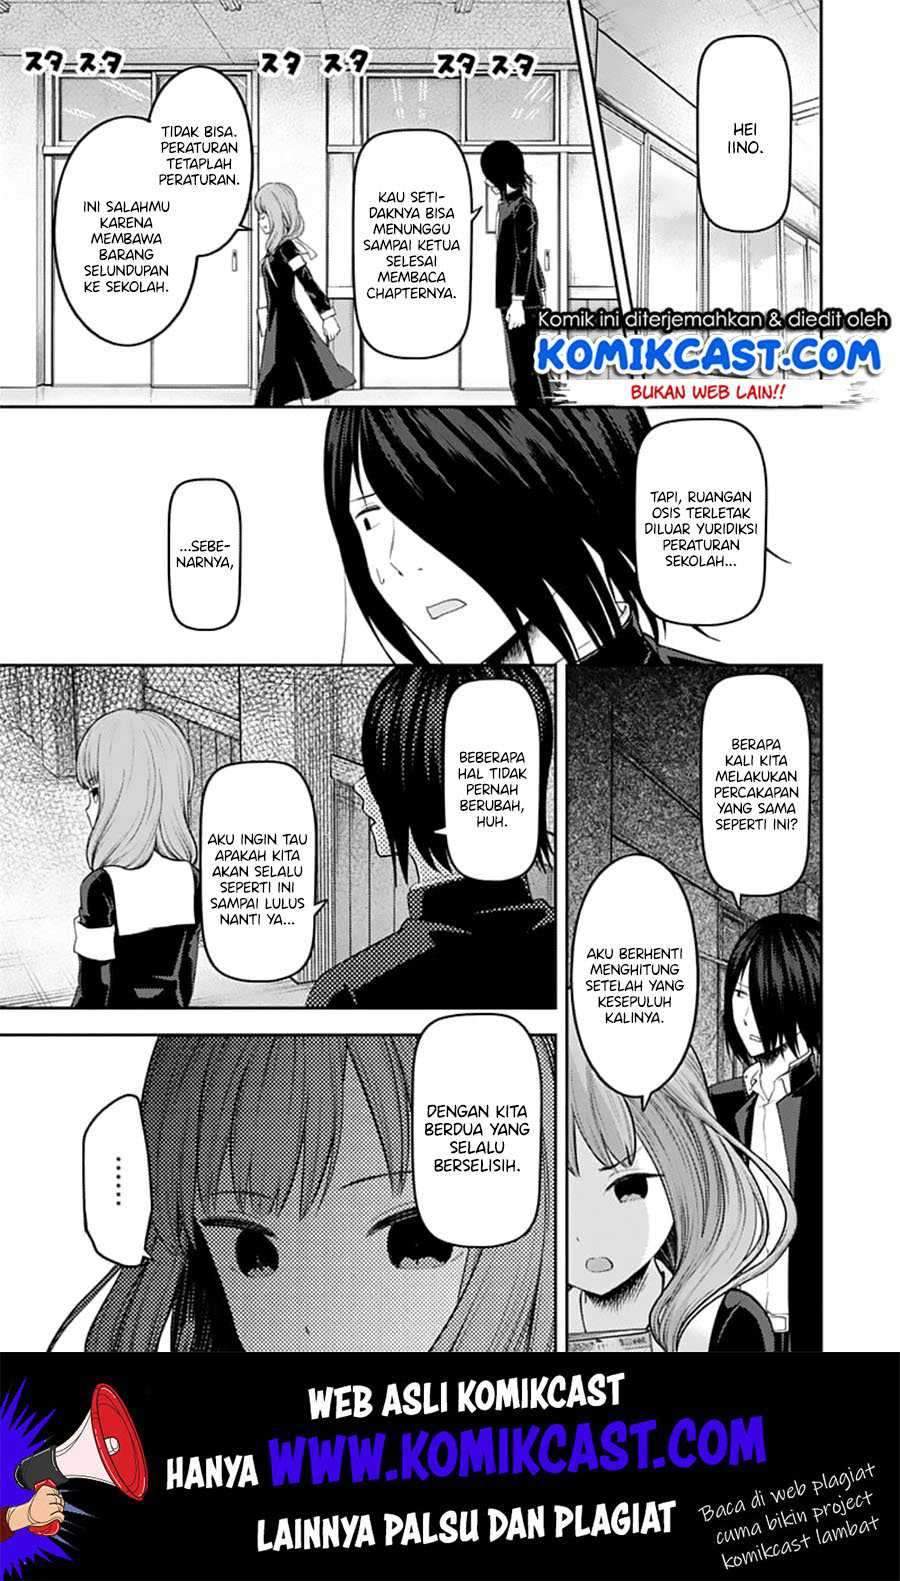 スタ スタ
スタ スタ
スタ スタ
HEI
IINO.
KAU SETI-
DAKNYA BISA
MENUNGGU
SAMPAI KETUA
SELESAI
MEMBACA
CHAPTERNYA.
TIDAK BISA.
PERATURAN
TETAPLAH
PERATURAN.
INI SALAHMU
KARENA
MEMBAWA
BARANG
SELUNDUPAN
KE SEKOLAH.
Komik ini diterjemahkan & diedit oleh
KOMIKCAST.COM
BUKAN WEB LAIN!!
TAPI, RUANGAN
OSIS TERLETAK
DILUAR YURIDIKSI
PERATURAN
SEKOLAH...
...SEBE-
NARNYA,
BERAPA
KALI KITA
MELAKUKAN
PERCAKAPAN
YANG SAMA
SEPERTI INI?
AKU BERHENTI
MENGHITUNG
SETELAH YANG
KESEPULUH
KALINYA.
BEBERAPA
HAL TIDAK
PERNAH
BERUBAH,
HUH.
AKU INGIN TAU
APAKAH KITA
AKAN SELALU
SEPERTI INI
SAMPAI LULUS
NANTI YA...
DENGAN KITA
BERDUA YANG
SELALU
BERSELISIH.
........
WEB ASLI KOMIKCAST
HANYA WWW.KOMIKCAST.COM
LAINNYA PALSU DAN PLAGIAT
Baca di web plagiat
cuma bikin project
komikcast lambat